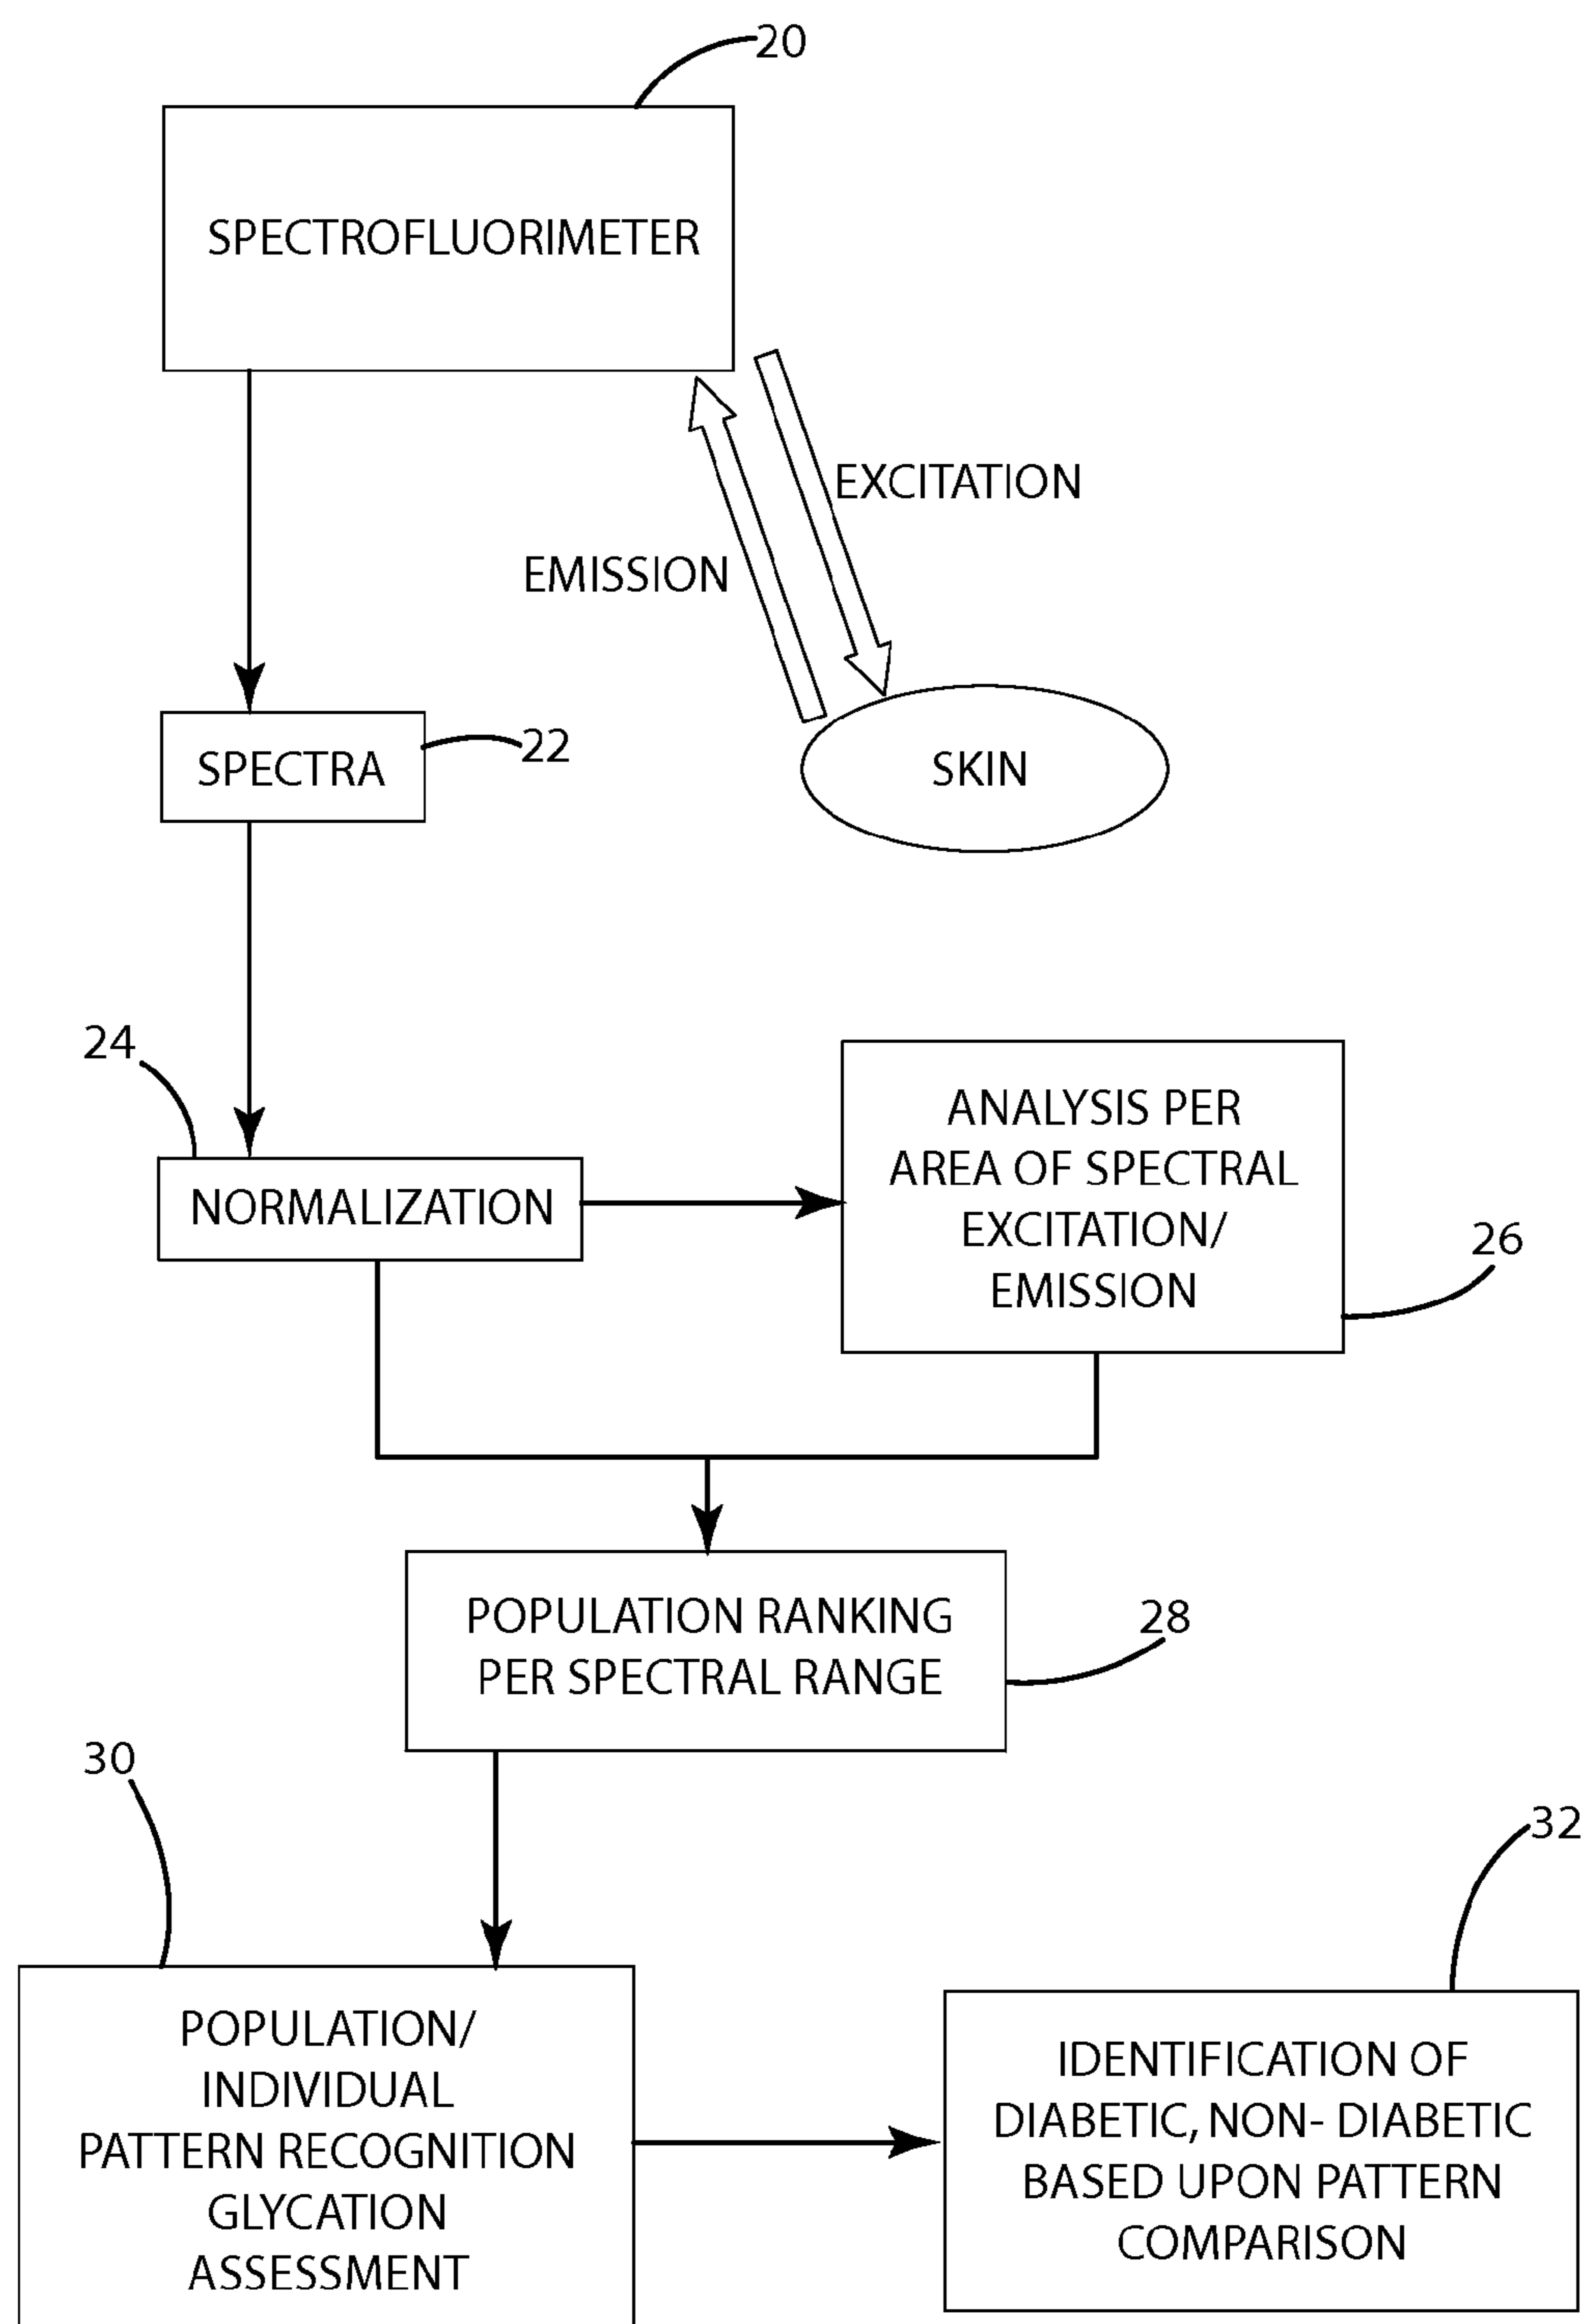 20
SPECTROFLUORIMETER
EXCITATION
EMISSION
SPECTRA
22
SKIN
24
NORMALIZATION
ANALYSIS PER
AREA OF SPECTRAL
EXCITATION/
EMISSION
26
POPULATION RANKING
PER SPECTRAL RANGE
28
30
POPULATION/
INDIVIDUAL
PATTERN RECOGNITION
GLYCATION
ASSESSMENT
32
IDENTIFICATION OF
DIABETIC, NON- DIABETIC
BASED UPON PATTERN
COMPARISON